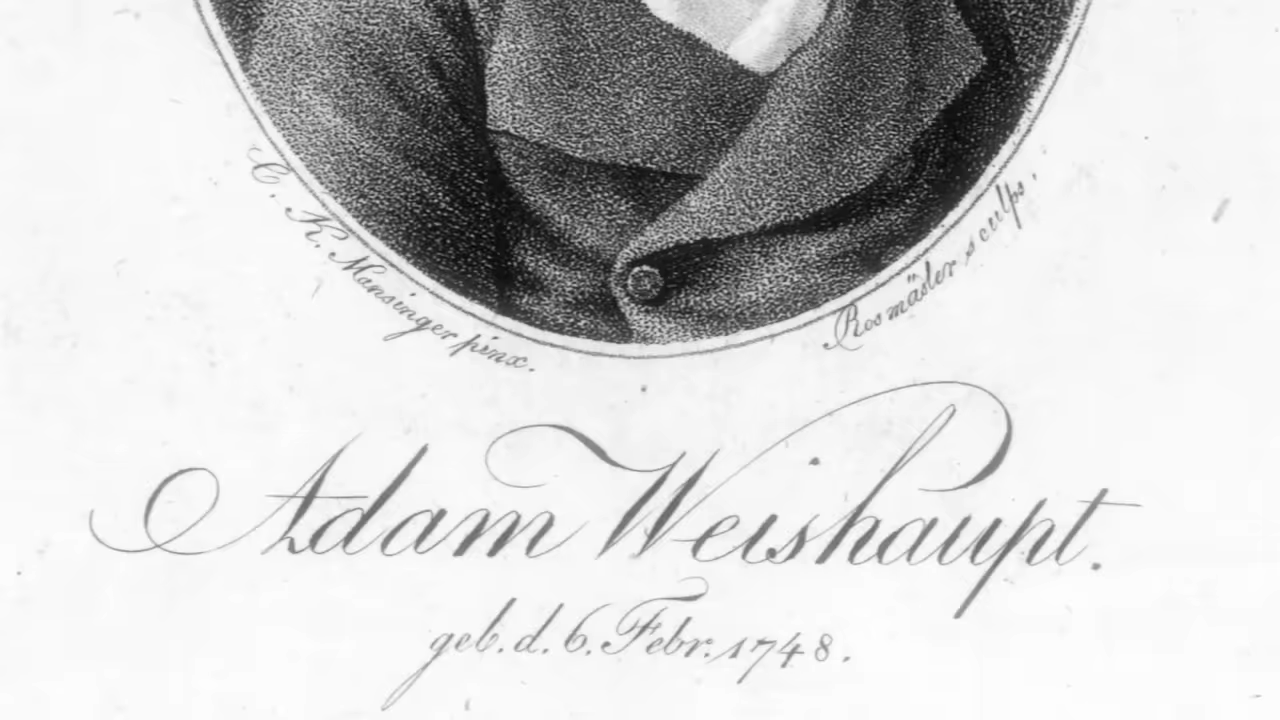 C. K. Mansinger pinx.
Rosmäsler sculps.
Adam Weishaupt.
geb. d. 6. Febr. 1748.